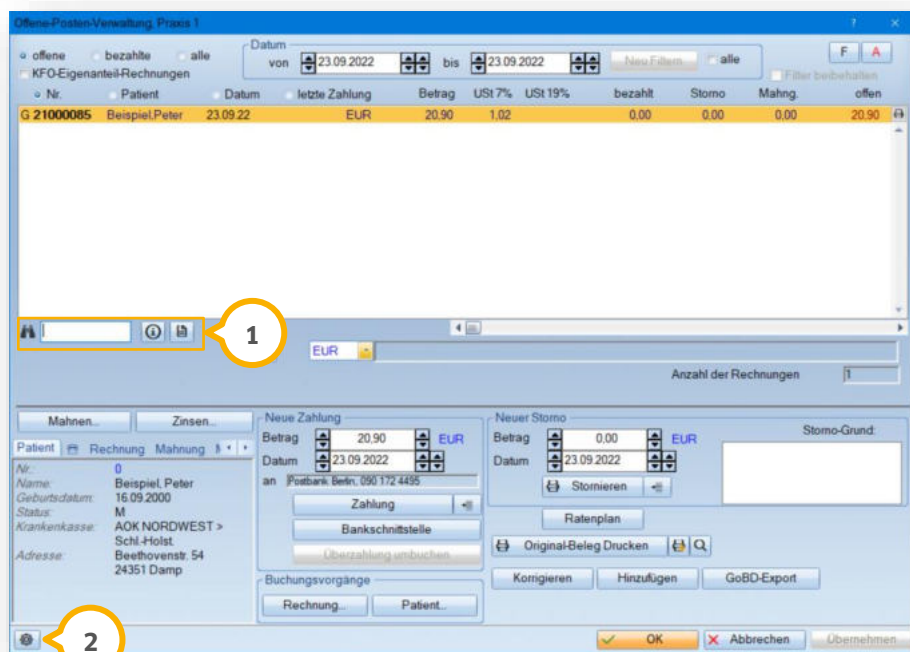 Offene-Posten-Verwaltung, Praxis 1 ? ×
offene bezahlte alle
KFO-Eigenanteil-Rechnungen
Datum
von 23.09.2022 bis 23.09.2022 Neu Filtern alle
F A
Filter beibehalten
Nr. Patient Datum letzte Zahlung Betrag USt 7% USt 19% bezahlt Storno Mahng. offen
G 21000085 Beispiel,Peter 23.09.22 EUR 20.90 1.02 0.00 0.00 0.00 20.90
1
EUR
Anzahl der Rechnungen 1
Mahnen... Zinsen...
Patient Rechnung Mahnung
Nr.: 0
Name: Beispiel, Peter
Geburtsdatum: 16.09.2000
Status: M
Krankenkasse: AOK NORDWEST >
Schl.-Holst.
Adresse: Beethovenstr. 54
24351 Damp
Neue Zahlung
Betrag 20,90 EUR
Datum 23.09.2022
an Postbank Berlin, 090 172 4495
Zahlung
Bankschnittstelle
Überzahlung umbuchen
Buchungsvorgänge
Rechnung... Patient...
Neuer Storno
Betrag 0,00 EUR
Datum 23.09.2022
Stornieren
Storno-Grund:
Ratenplan
Original-Beleg Drucken
Korrigieren Hinzufügen GoBD-Export
2
OK Abbrechen Übernehmen